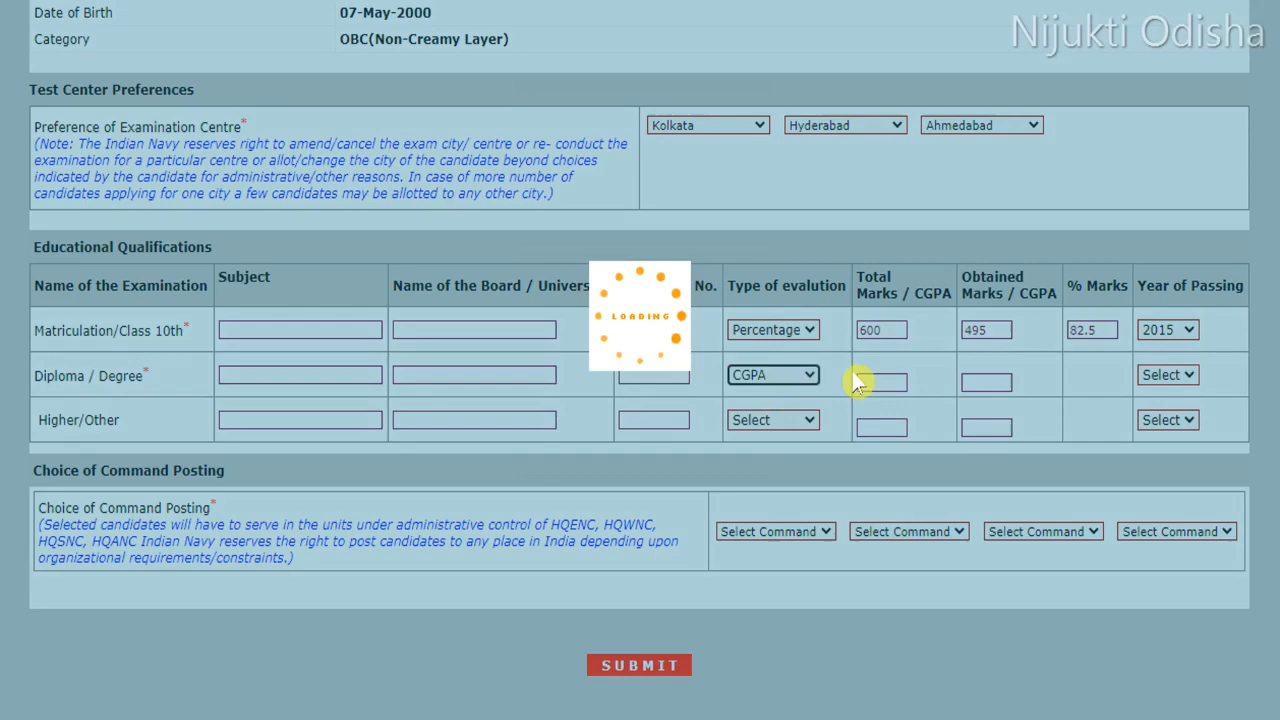 Date of Birth 07-May-2000
Nijukti Odisha
Category OBC(Non-Creamy Layer)
Test Center Preferences
Preference of Examination Centre* Kolkata Hyderabad Ahmedabad
(Note: The Indian Navy reserves right to amend/cancel the exam city/ centre or re- conduct the
examination for a particular centre or allot/change the city of the candidate beyond choices
indicated by the candidate for administrative/other reasons. In case of more number of
candidates applying for one city a few candidates may be allotted to any other city.)
Educational Qualifications
Name of the Examination Subject Name of the Board / Univers No. Type of evalution Total Marks / CGPA Obtained Marks / CGPA % Marks Year of Passing
LOADING
Matriculation/Class 10th* Percentage 600 495 82.5 2015
Diploma / Degree* CGPA Select
Higher/Other Select Select
Choice of Command Posting
Choice of Command Posting*
(Selected candidates will have to serve in the units under administrative control of HQENC, HQWNC,
HQSNC, HQANC Indian Navy reserves the right to post candidates to any place in India depending upon
organizational requirements/constraints.)
Select Command Select Command Select Command Select Command
SUBMIT